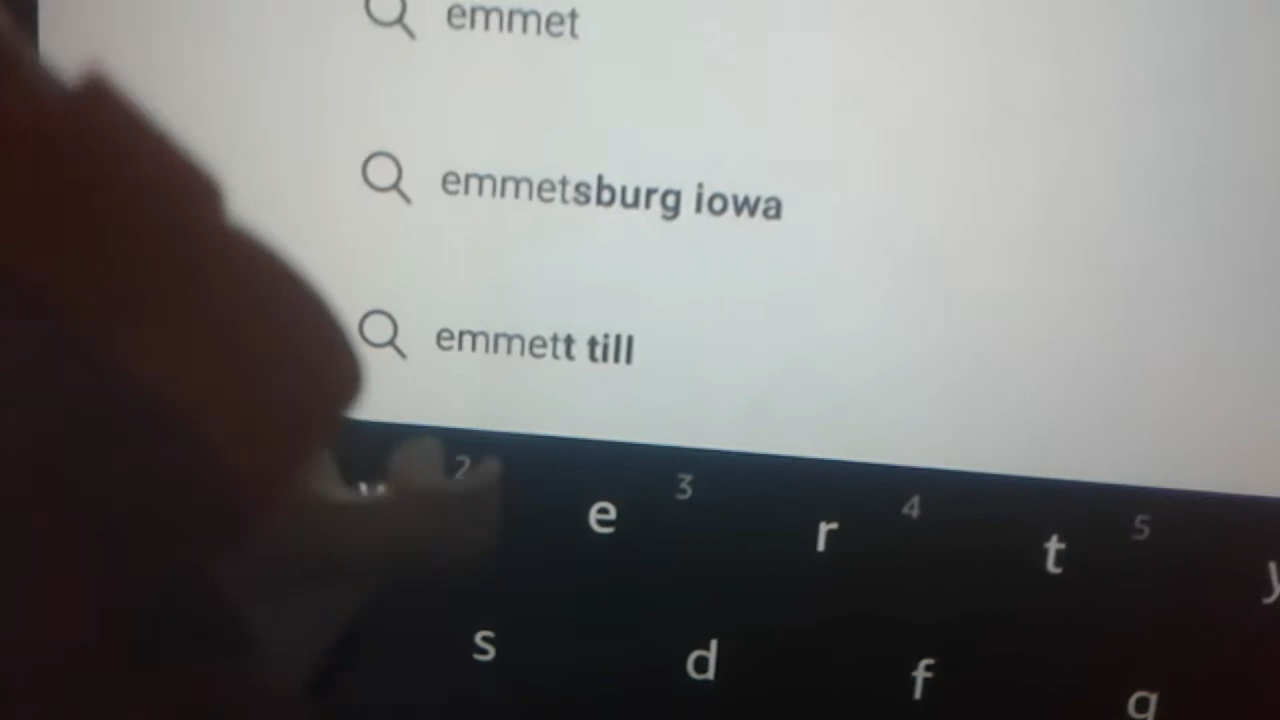 emmet
emmetsburg iowa
emmett till
2 3 4 5
e r t y
s d f g